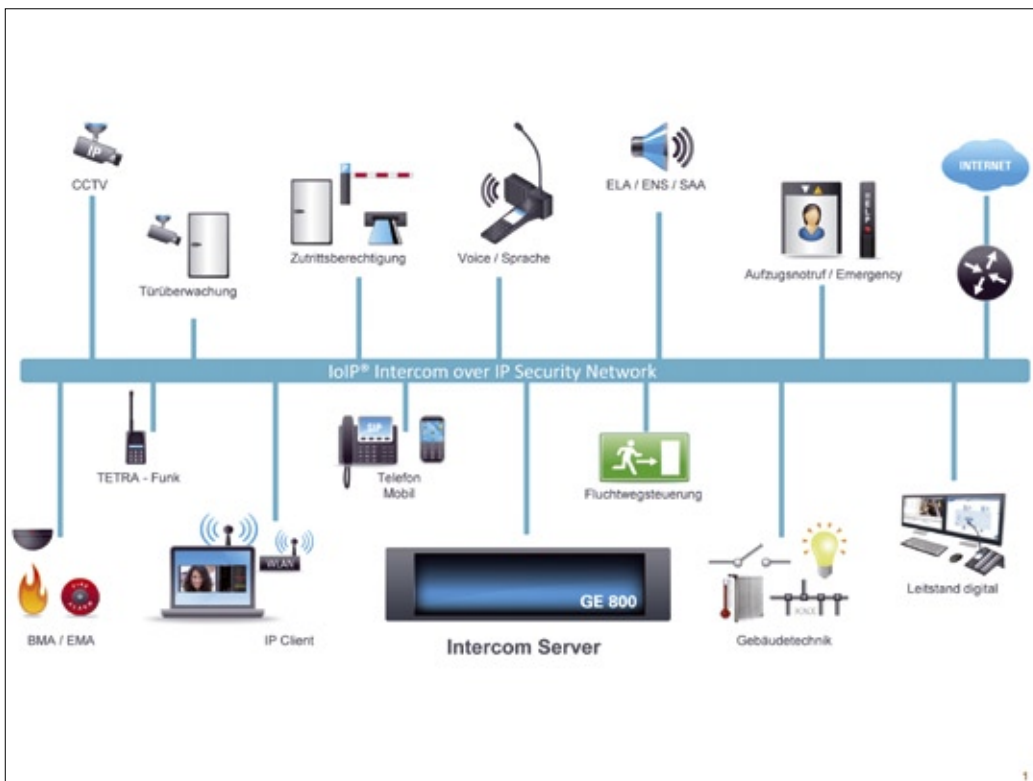 IP
CCTV
Türüberwachung
Zutrittsberechtigung
Voice / Sprache
ELA / ENS / SAA
HELP
Aufzugsnotruf / Emergency
INTERNET
IoIP® Intercom over IP Security Network
TETRA - Funk
SIP
Telefon
Mobil
Fluchtwegsteuerung
Leitstand digital
FIRE
ALARM
BMA / EMA
WLAN
IP Client
GE 800
Intercom Server
KNX
Gebäudetechnik
1